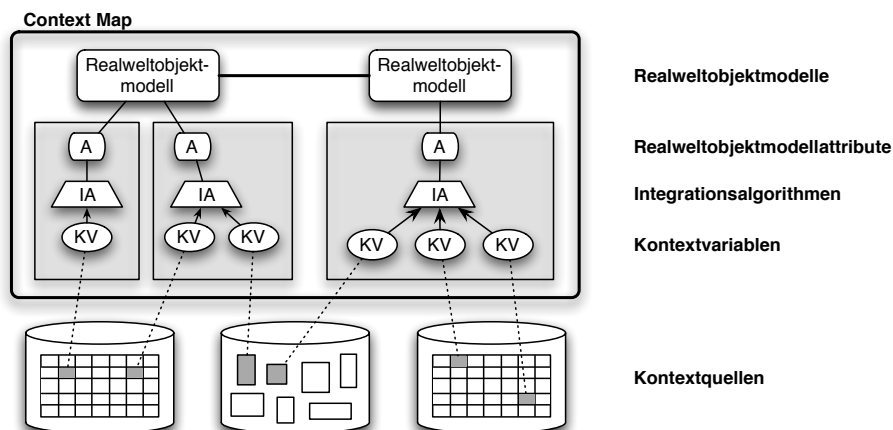 Context Map
Realweltobjekt-
modell
Realweltobjekt-
modell
Realweltobjektmodelle
A
A
A
Realweltobjektmodellattribute
IA
IA
IA
Integrationsalgorithmen
KV
KV
KV
KV
KV
KV
Kontextvariablen
Kontextquellen